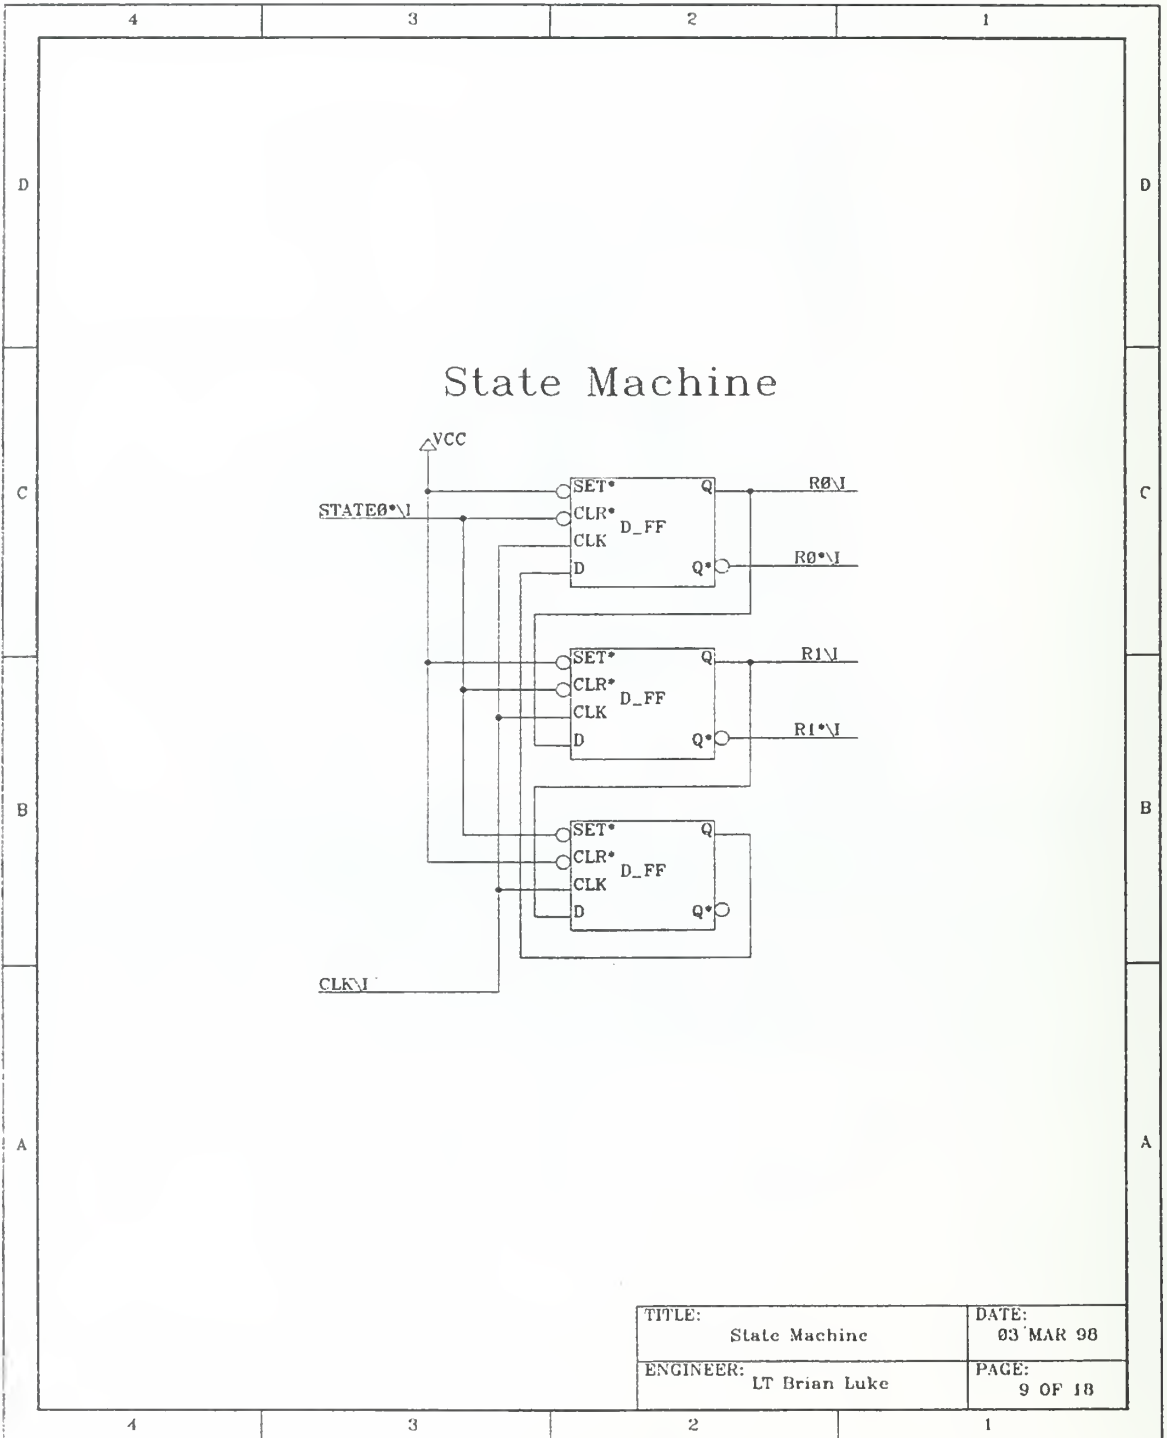 4 3 2 1
D D
State Machine
VCC
C C
STATE0*\I
SET* Q R0\I
CLR*
D_FF
CLK
D Q* R0*\I
SET* Q R1\I
CLR*
D_FF
CLK
D Q* R1*\I
B B
SET* Q
CLR*
D_FF
CLK
D Q*
CLK\I
A A
TITLE: DATE:
State Machine 03 MAR 98
ENGINEER: PAGE:
LT Brian Luke 9 OF 18
4 3 2 1